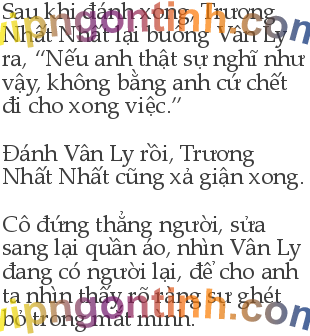 Sau khi đánh xong, Trương
Nhất Nhất lại buông Vân Ly
ra, “Nếu anh thật sự nghĩ như
vậy, không bằng anh cứ chết
đi cho xong việc.”
Đánh Vân Ly rồi, Trương
Nhất Nhất cũng xả giận xong.
Cô đứng thẳng người, sửa
sang lại quần áo, nhìn Vân Ly
đang có người lại, để cho anh
ta nhìn thấy rõ ràng sự ghét
bỏ trong mắt mình.